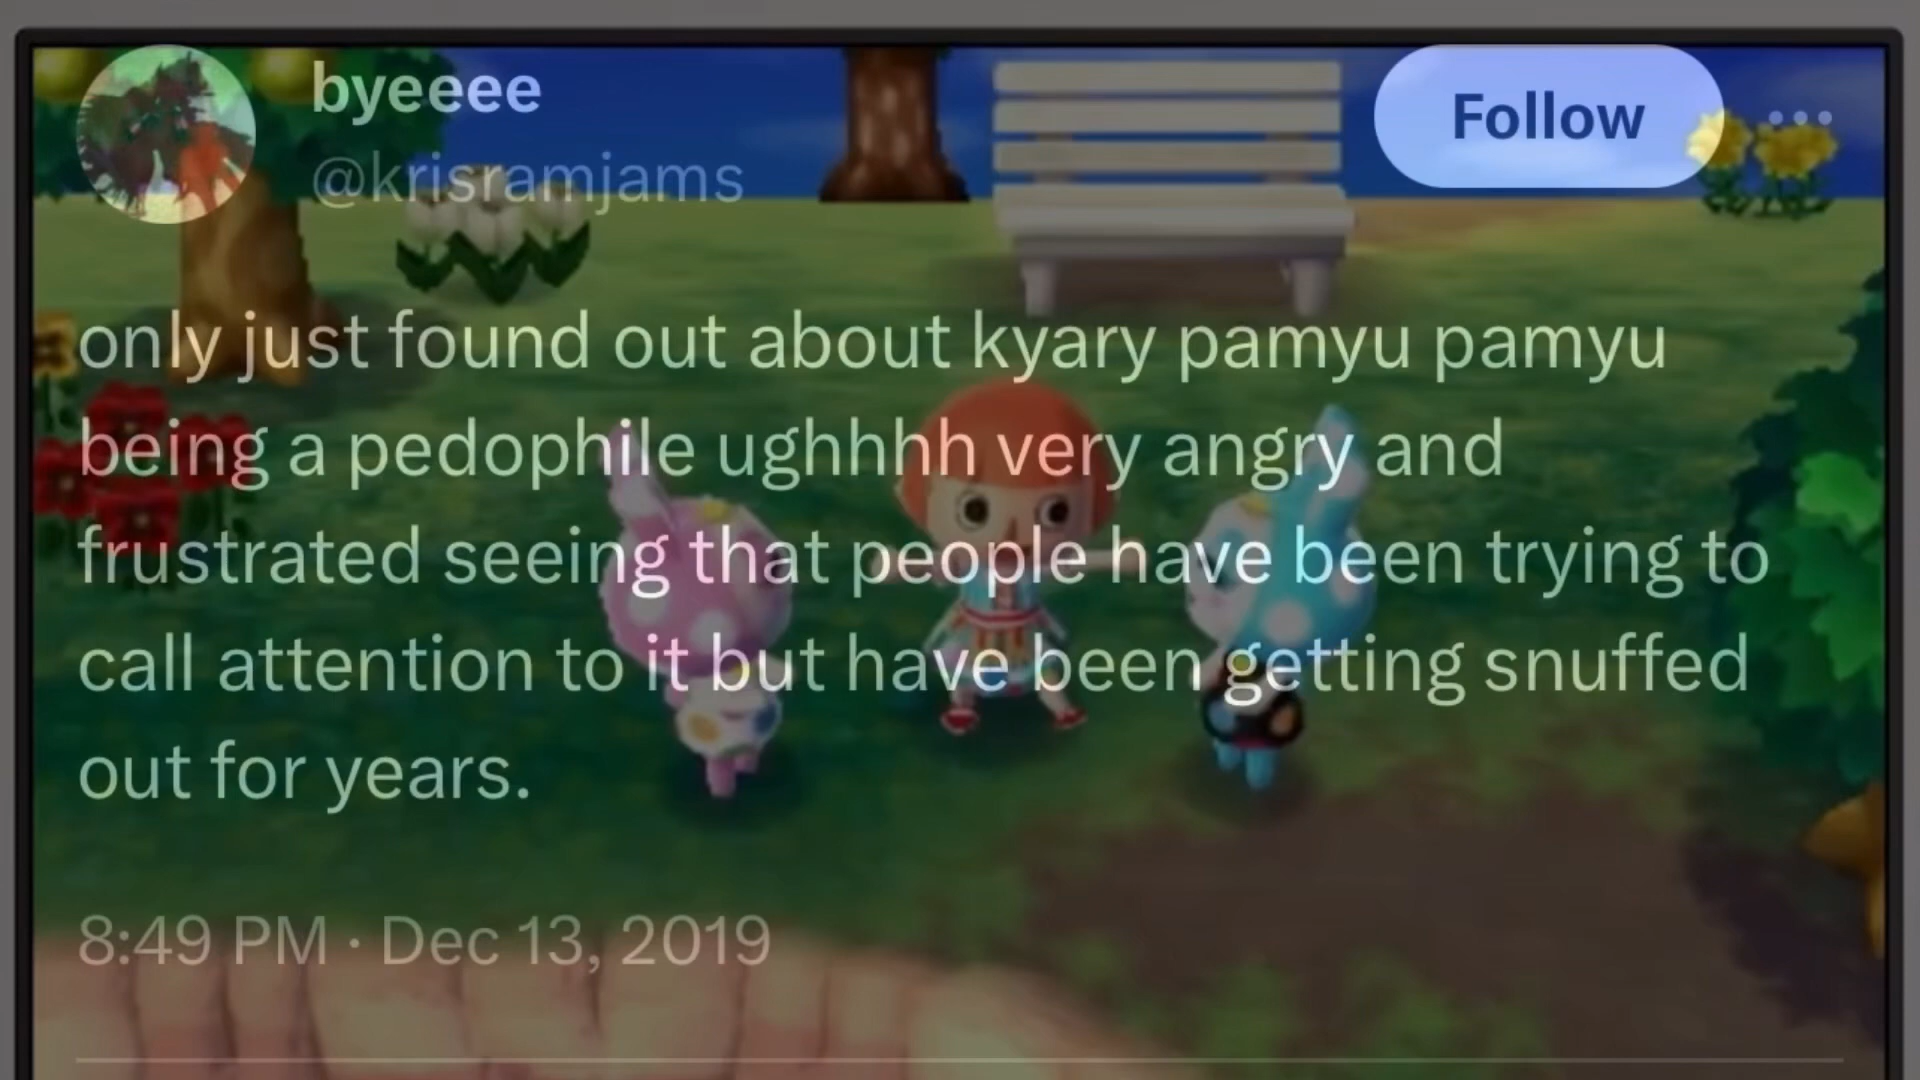 byeeee
Follow
@krisramjams
only just found out about kyary pamyu pamyu
being a pedophile ughhhh very angry and
frustrated seeing that people have been trying to
call attention to it but have been getting snuffed
out for years.
8:49 PM · Dec 13, 2019